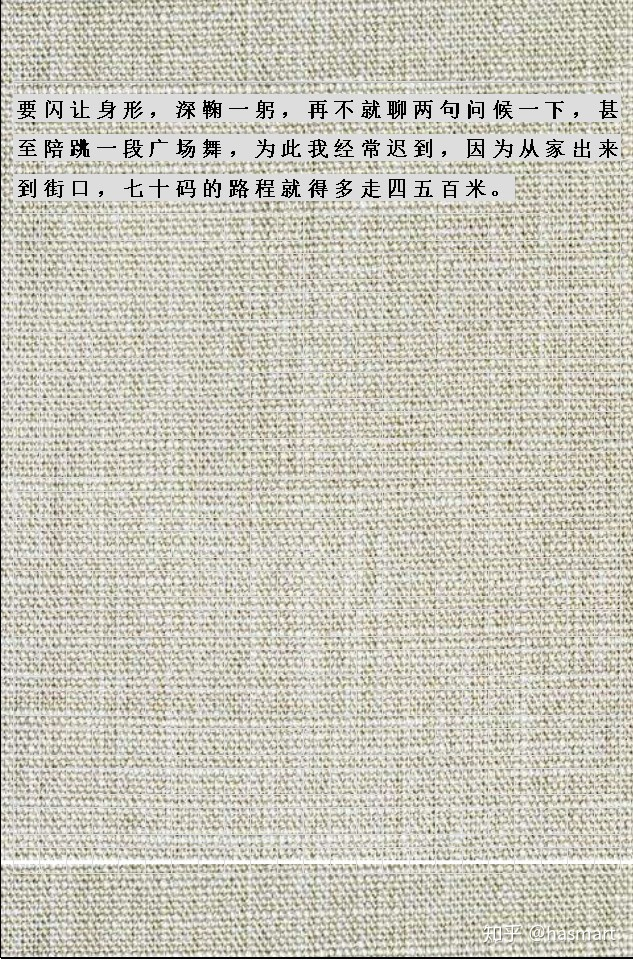 要闪让身形，深鞠一躬，再不就聊两句问候一下，甚
至陪跳一段广场舞，为此我经常迟到，因为从家出来
到街口，七十码的路程就得多走四五百米。
知乎 @hasmart